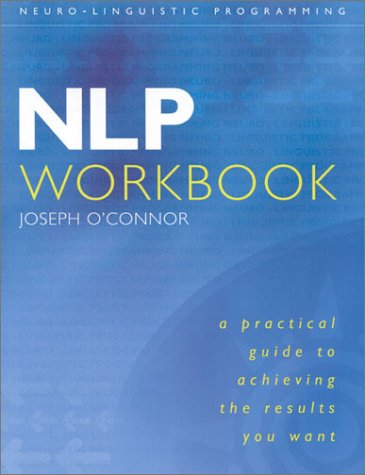 NEURO-LINGUISTIC PROGRAMMING
NLP
WORKBOOK
JOSEPH O'CONNOR
a practical
guide to
achieving
the results
you want